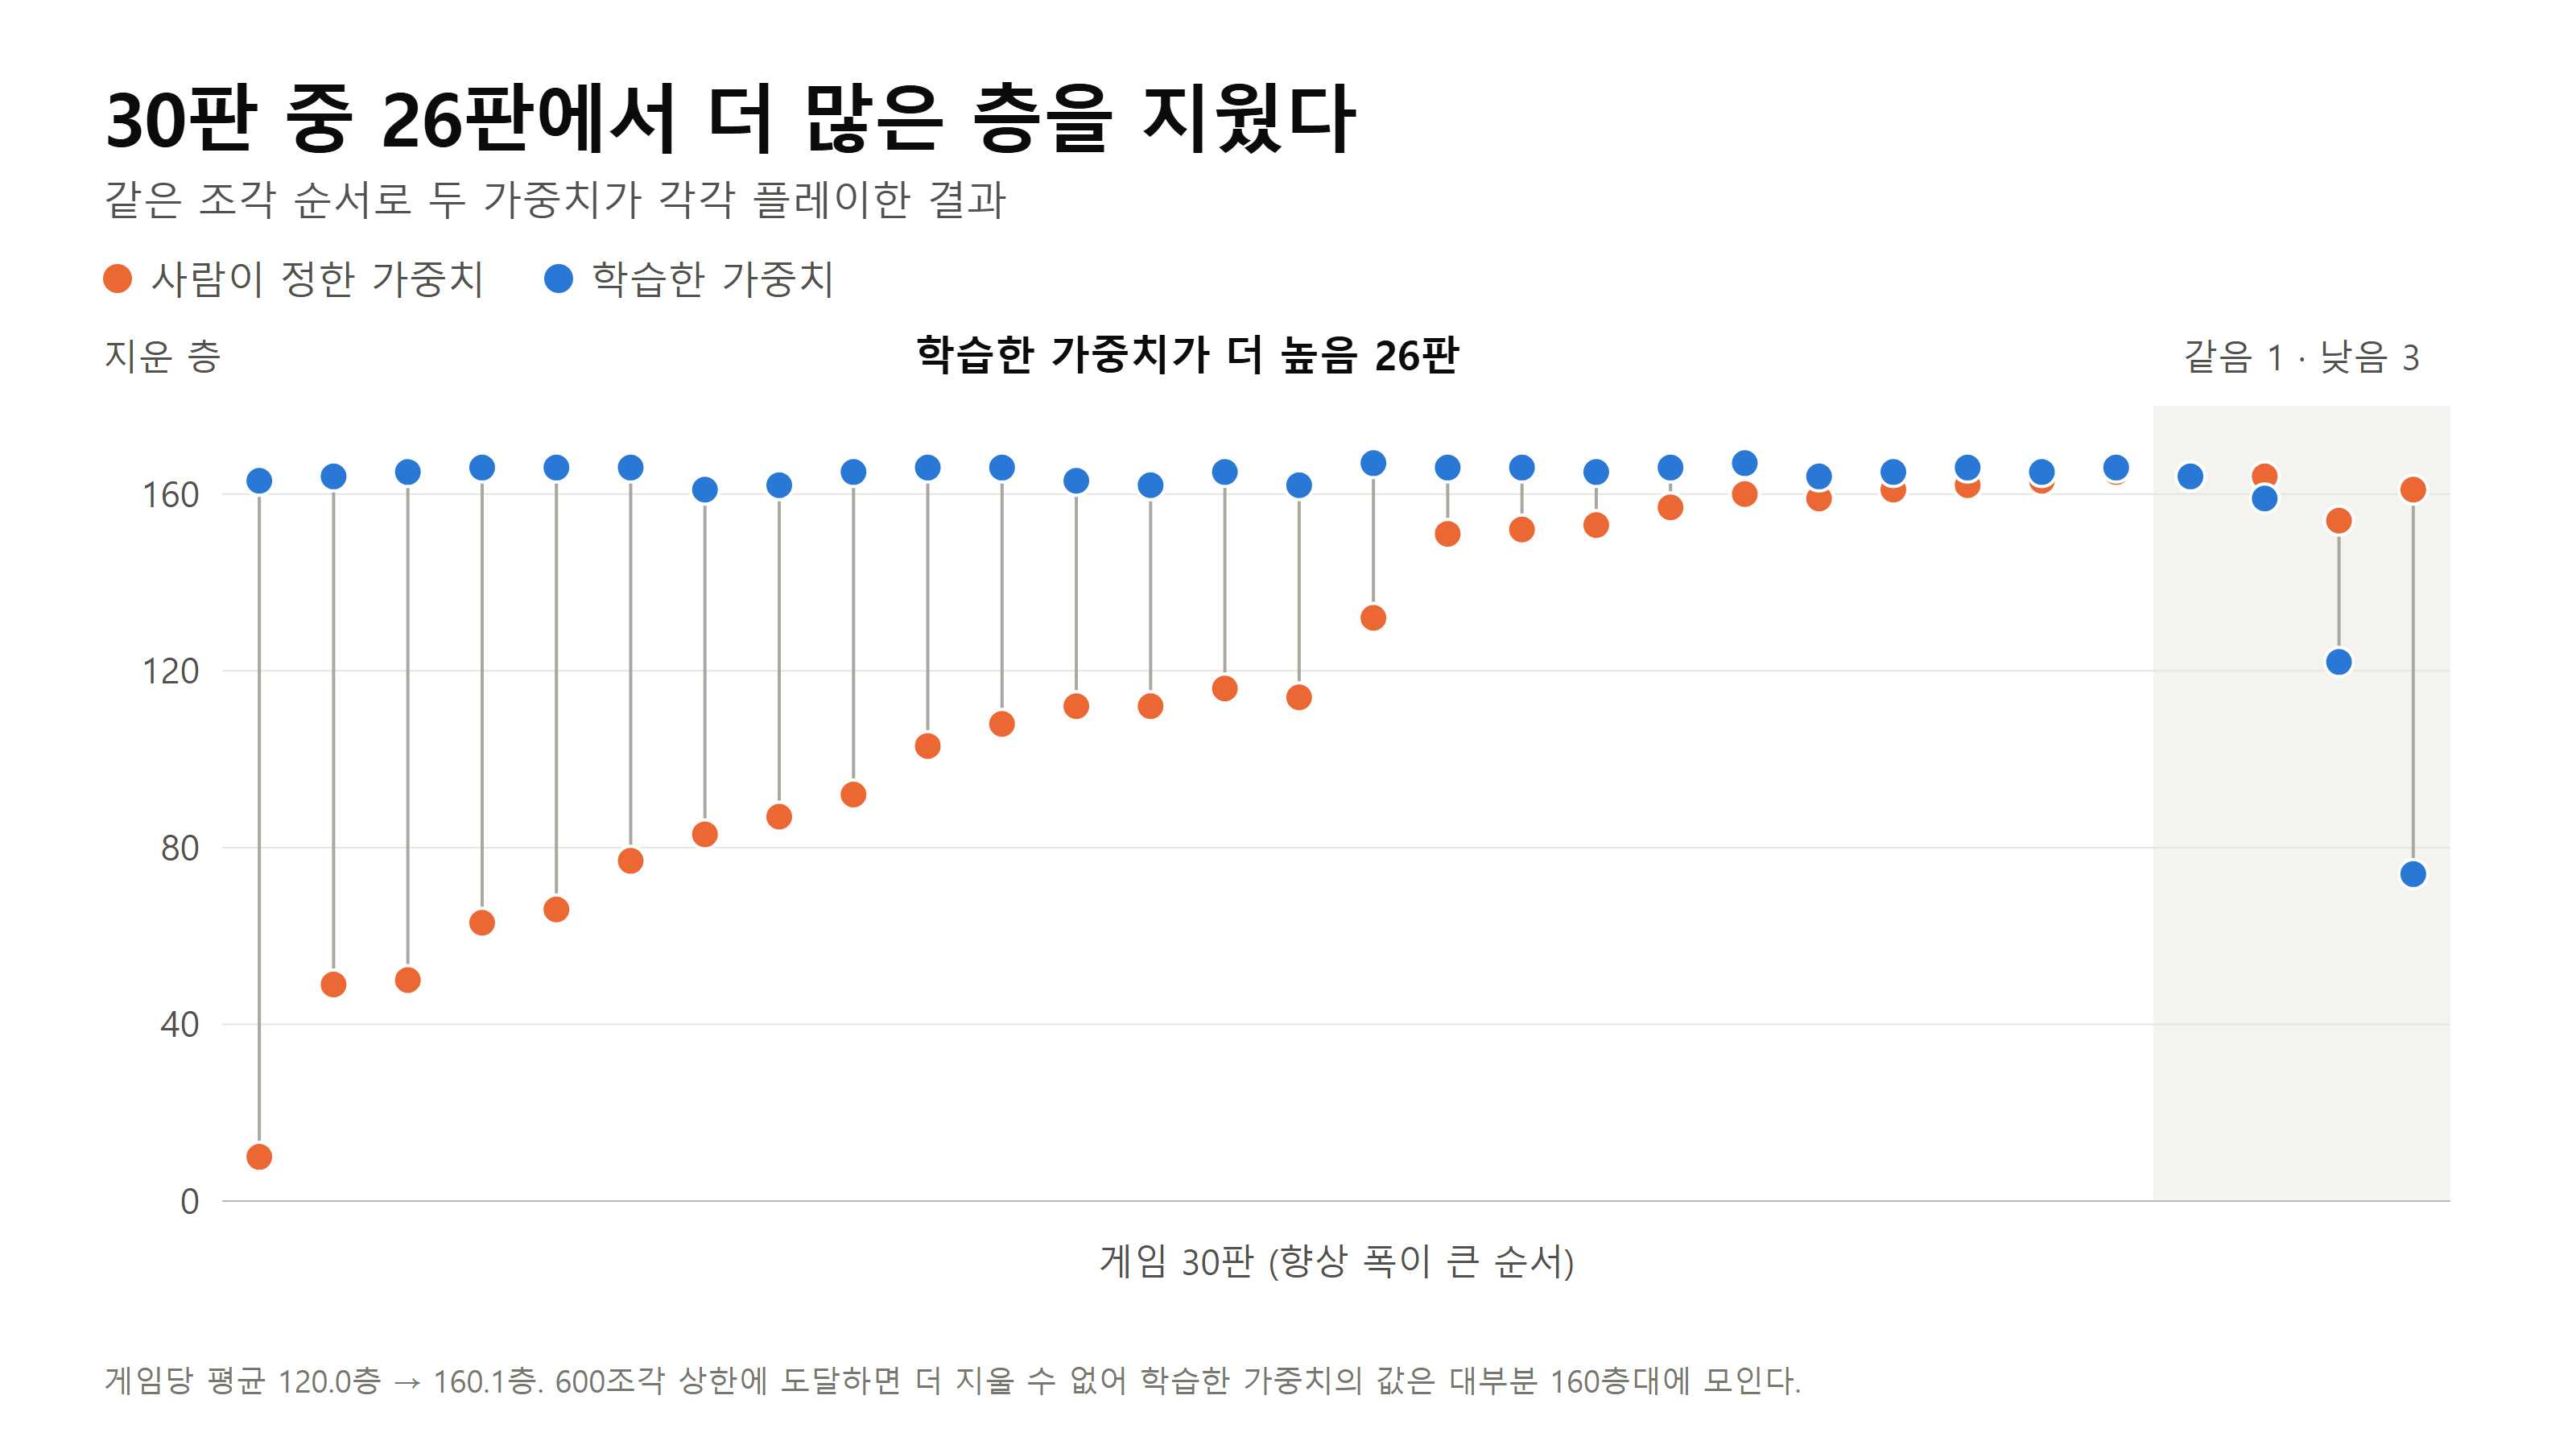 30판 중 26판에서 더 많은 층을 지웠다
같은 조각 순서로 두 가중치가 각각 플레이한 결과
사람이 정한 가중치 학습한 가중치
지운 층 학습한 가중치가 더 높음 26판 같음 1 · 낮음 3
160
120
80
40
0
게임 30판 (향상 폭이 큰 순서)
게임당 평균 120.0층 → 160.1층. 600조각 상한에 도달하면 더 지울 수 없어 학습한 가중치의 값은 대부분 160층대에 모인다.